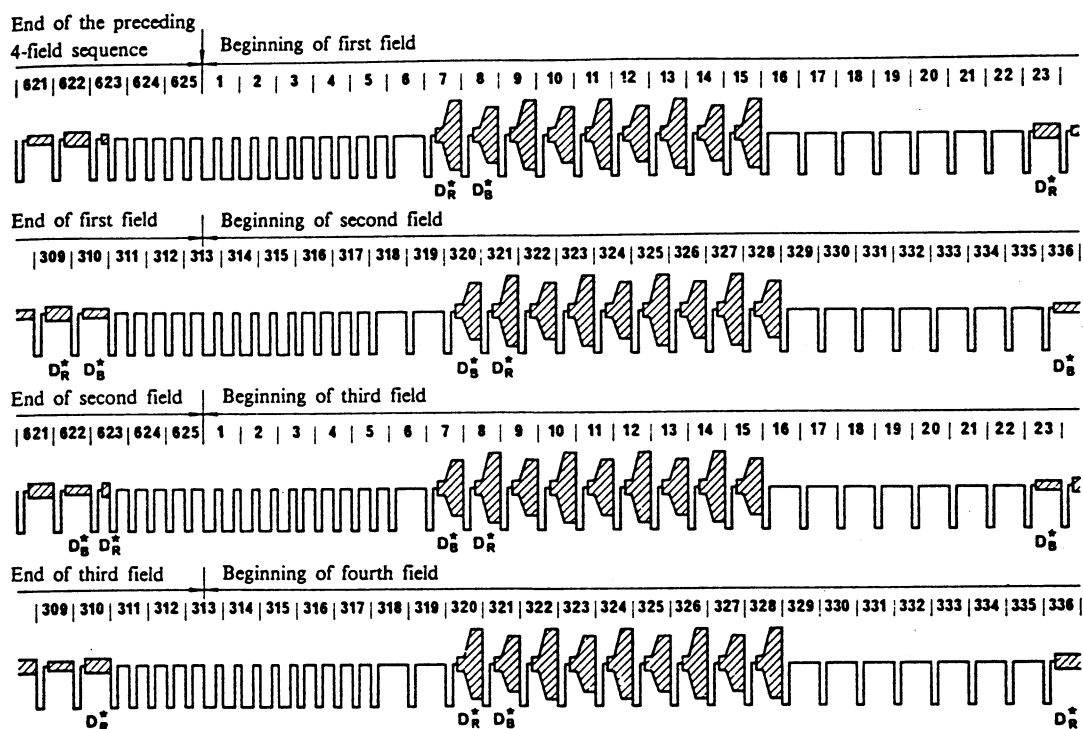 End of the preceding
4-field sequence Beginning of first field
| 621 | 622 | 623 | 624 | 625 | 1 | 2 | 3 | 4 | 5 | 6 | 7 | 8 | 9 | 10 | 11 | 12 | 13 | 14 | 15 | 16 | 17 | 18 | 19 | 20 | 21 | 22 | 23 |
D*R D*B D*R
End of first field Beginning of second field
| 309 | 310 | 311 | 312 | 313 | 314 | 315 | 316 | 317 | 318 | 319 | 320 | 321 | 322 | 323 | 324 | 325 | 326 | 327 | 328 | 329 | 330 | 331 | 332 | 333 | 334 | 335 | 336 |
D*R D*B D*B D*R D*B
End of second field Beginning of third field
| 621 | 622 | 623 | 624 | 625 | 1 | 2 | 3 | 4 | 5 | 6 | 7 | 8 | 9 | 10 | 11 | 12 | 13 | 14 | 15 | 16 | 17 | 18 | 19 | 20 | 21 | 22 | 23 |
D*B D*R D*B D*R D*B
End of third field Beginning of fourth field
| 309 | 310 | 311 | 312 | 313 | 314 | 315 | 316 | 317 | 318 | 319 | 320 | 321 | 322 | 323 | 324 | 325 | 326 | 327 | 328 | 329 | 330 | 331 | 332 | 333 | 334 | 335 | 336 |
D*R D*R D*B D*R